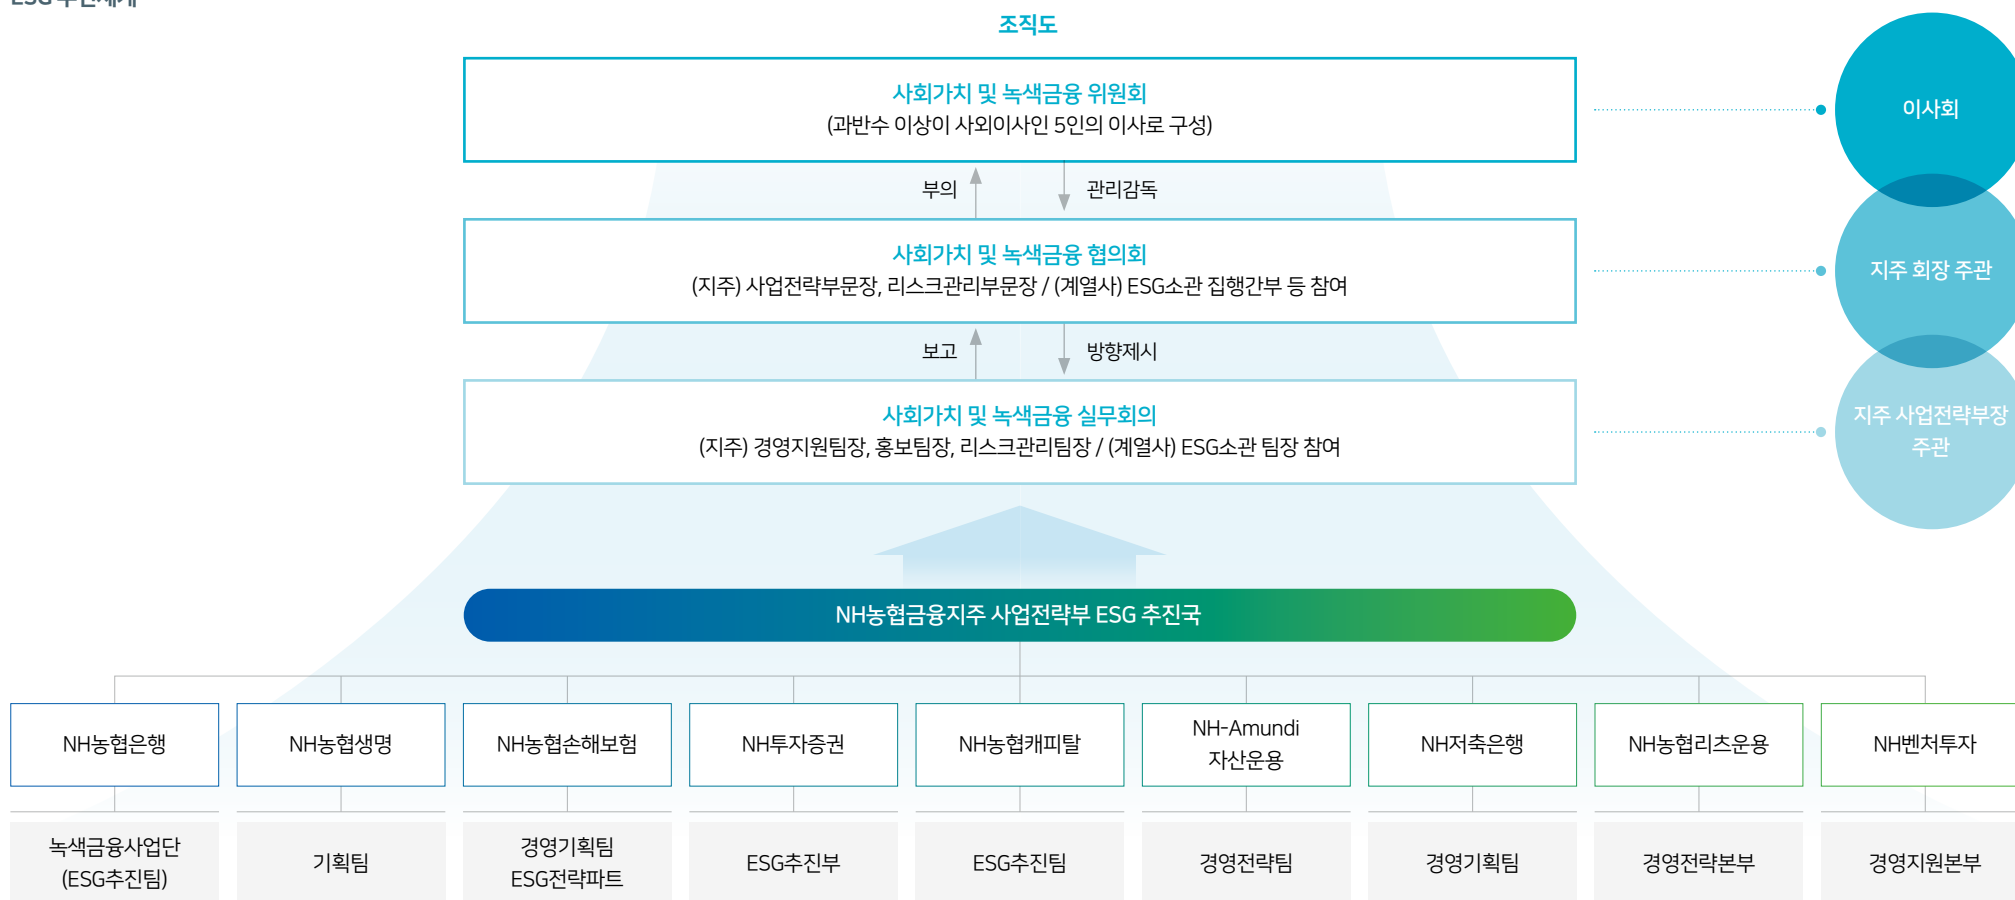 조직도
사회가치 및 녹색금융 위원회
(과반수 이상이 사외이사인 5인의 이사로 구성)
이사회
부의
관리감독
사회가치 및 녹색금융 협의회
(지주) 사업전략부문장, 리스크관리부문장 / (계열사) ESG소관 집행간부 등 참여
지주 회장 주관
보고
방향제시
사회가치 및 녹색금융 실무회의
(지주) 경영지원팀장, 홍보팀장, 리스크관리팀장 / (계열사) ESG소관 팀장 참여
지주 사업전략부장
주관
NH농협금융지주 사업전략부 ESG 추진국
NH농협은행
NH농협생명
NH농협손해보험
NH투자증권
NH농협캐피탈
NH-Amundi
자산운용
NH저축은행
NH농협리츠운용
NH벤처투자
녹색금융사업단
(ESG추진팀)
기획팀
경영기획팀
ESG전략파트
ESG추진부
ESG추진팀
경영전략팀
경영기획팀
경영전략본부
경영지원본부